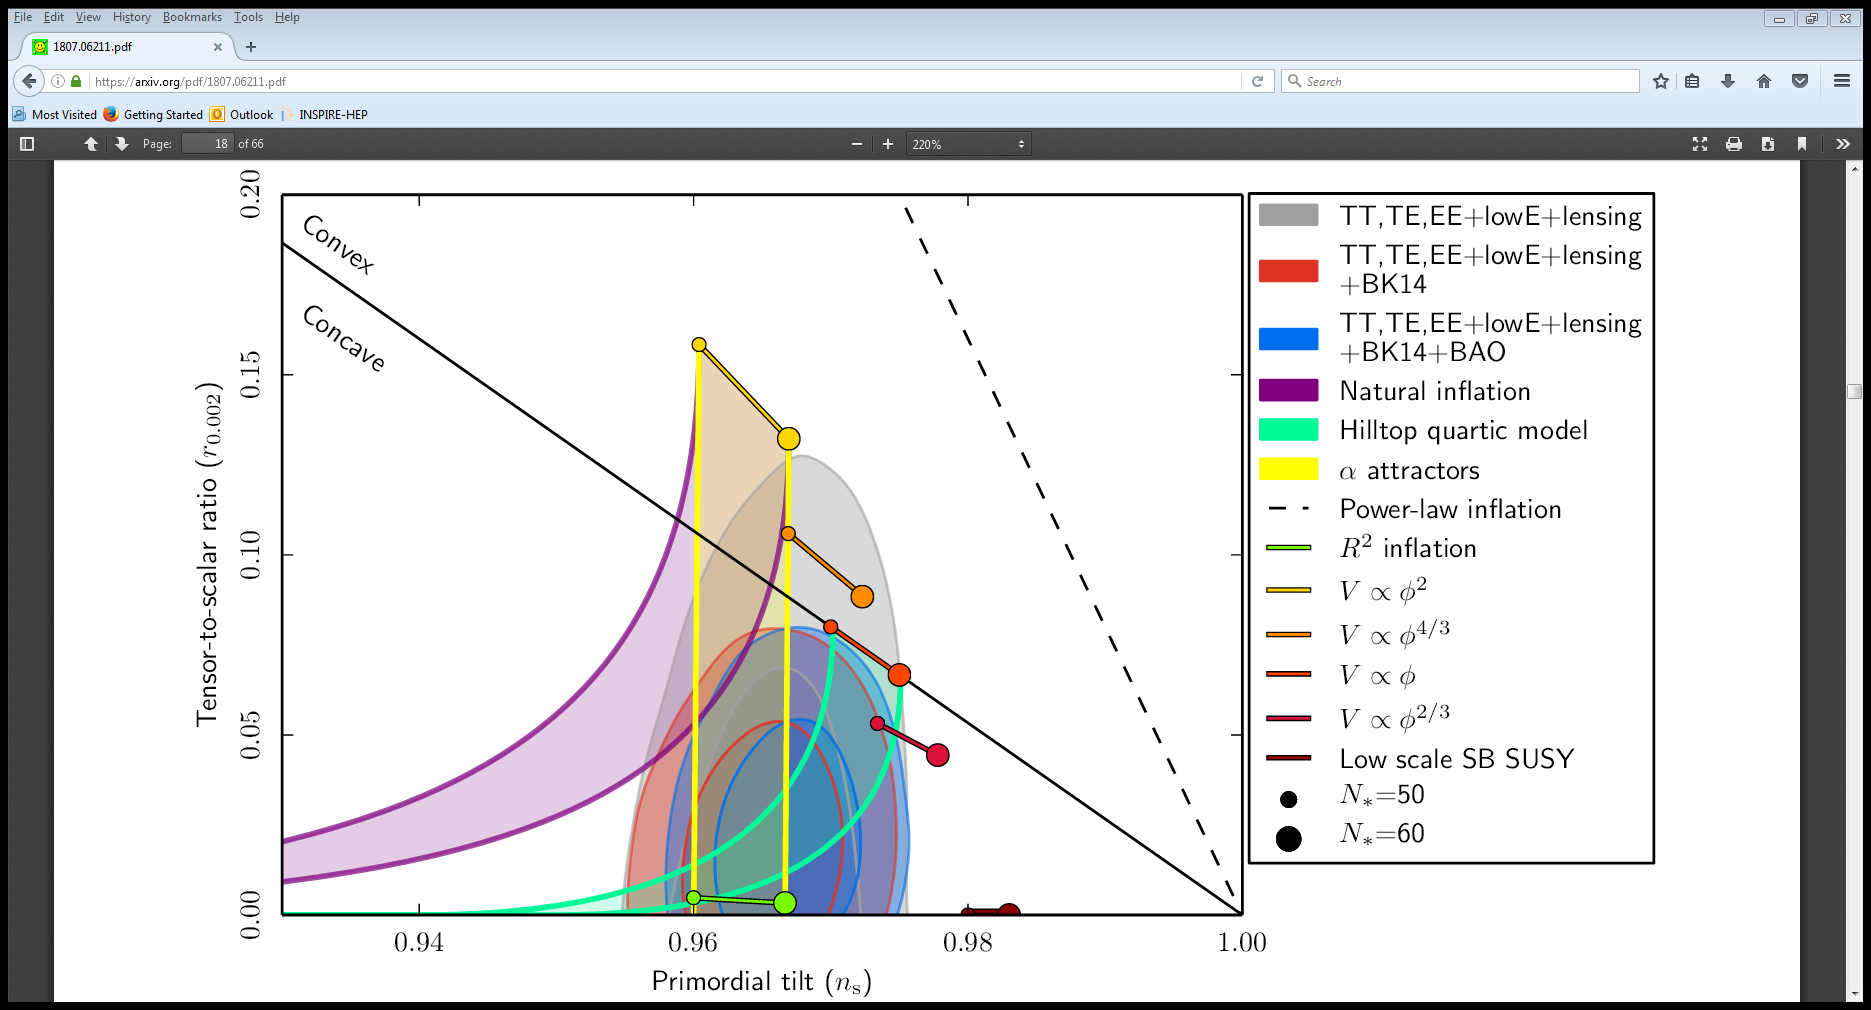 File Edit View History Bookmarks Tools Help
1807.06211.pdf
https://arxiv.org/pdf/1807.06211.pdf
Search
Most Visited Getting Started Outlook INSPIRE-HEP
Page: 18 of 66
220%
0.20
0.15
0.10
0.05
0.00
Tensor-to-scalar ratio (r0.002)
Convex
Concave
0.94 0.96 0.98 1.00
Primordial tilt (ns)
TT,TE,EE+lowE+lensing
TT,TE,EE+lowE+lensing
+BK14
TT,TE,EE+lowE+lensing
+BK14+BAO
Natural inflation
Hilltop quartic model
α attractors
Power-law inflation
R² inflation
V ∝ ϕ²
V ∝ ϕ^4/3
V ∝ ϕ
V ∝ ϕ^2/3
Low scale SB SUSY
N*=50
N*=60